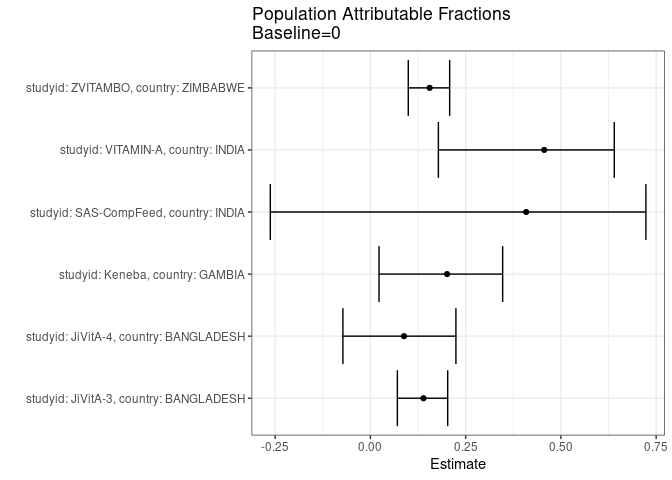 Population Attributable Fractions
Baseline=0
studyid: ZVITAMBO, country: ZIMBABWE
studyid: VITAMIN-A, country: INDIA
studyid: SAS-CompFeed, country: INDIA
studyid: Keneba, country: GAMBIA
studyid: JiVitA-4, country: BANGLADESH
studyid: JiVitA-3, country: BANGLADESH
-0.25 0.00 0.25 0.50 0.75
Estimate